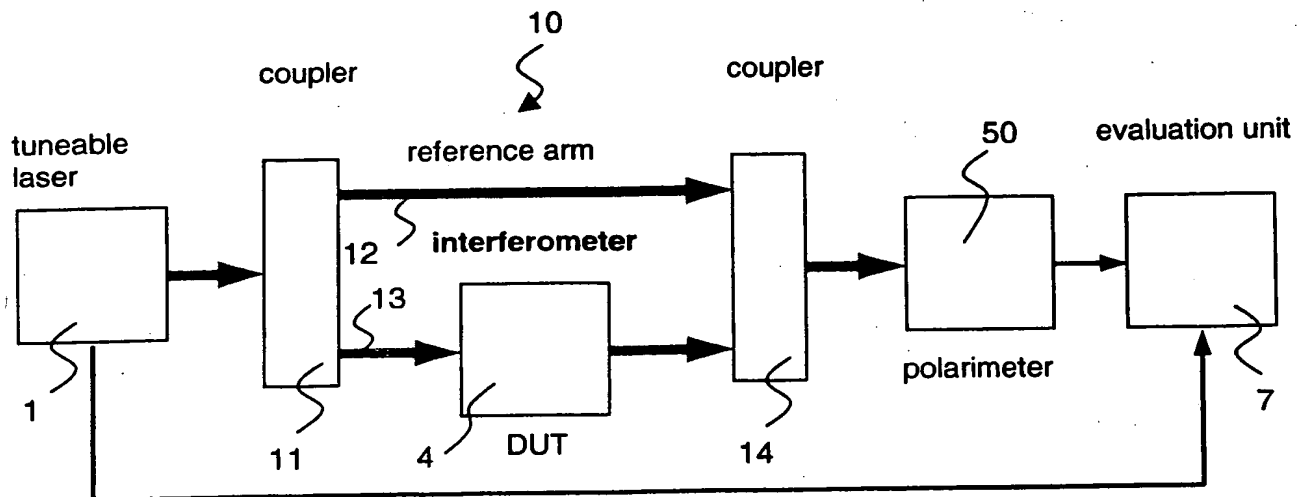 10
coupler
coupler
tuneable
laser
reference arm
50
evaluation unit
12
interferometer
13
1
11
4
DUT
14
polarimeter
7